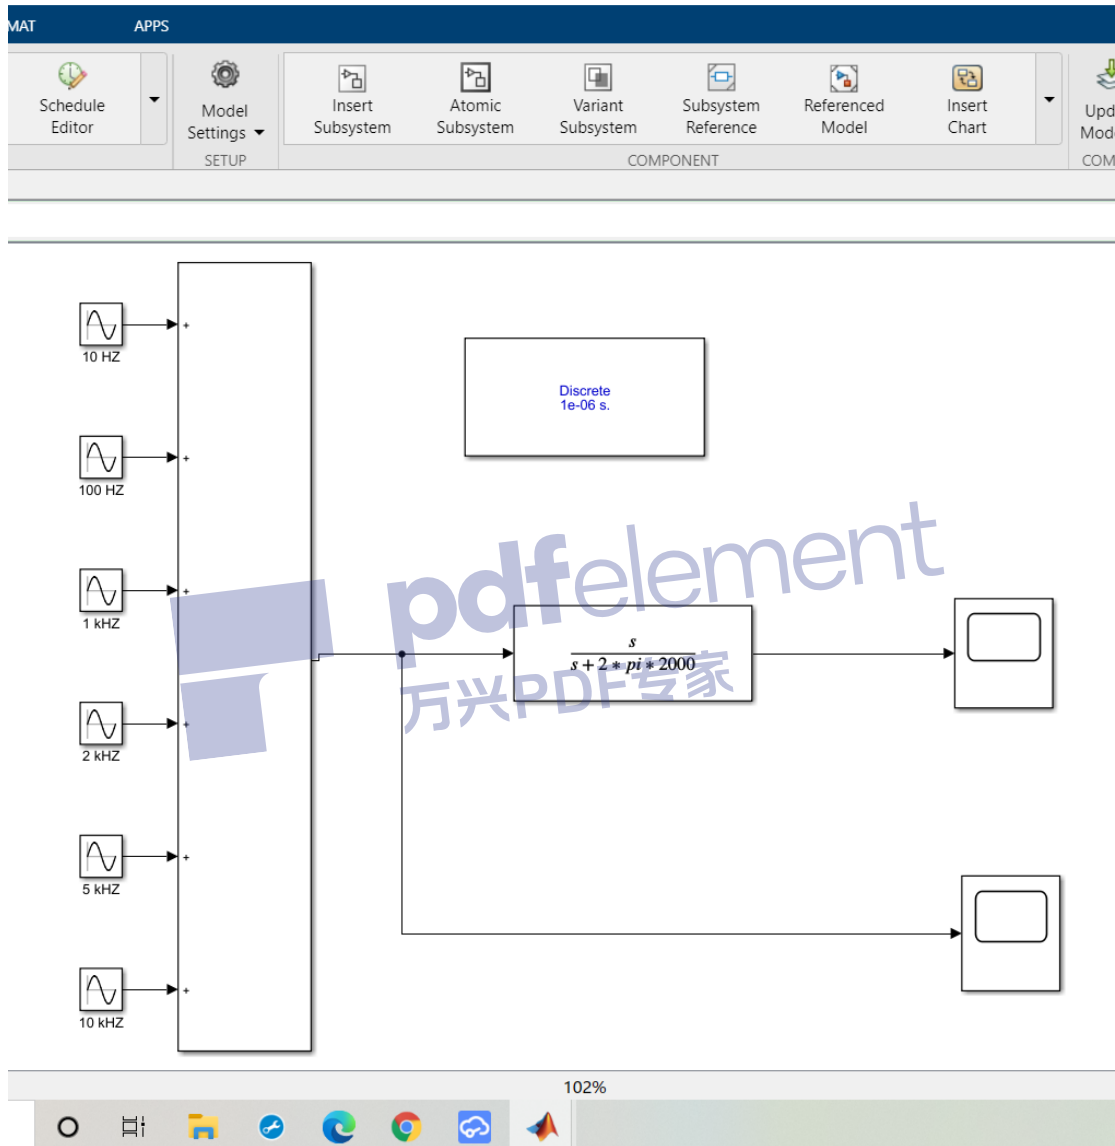 MAT
APPS
Schedule
Editor
Model
Settings
Insert
Subsystem
Atomic
Subsystem
Variant
Subsystem
Subsystem
Reference
Referenced
Model
Insert
Chart
Upd
Mod
SETUP
COMPONENT
COM
+
10 HZ
+
100 HZ
+
1 kHZ
+
2 kHZ
+
5 kHZ
+
10 kHZ
Discrete
1e-06 s.
pdfelement
万兴PDF专家
s
s + 2 * pi * 2000
102%